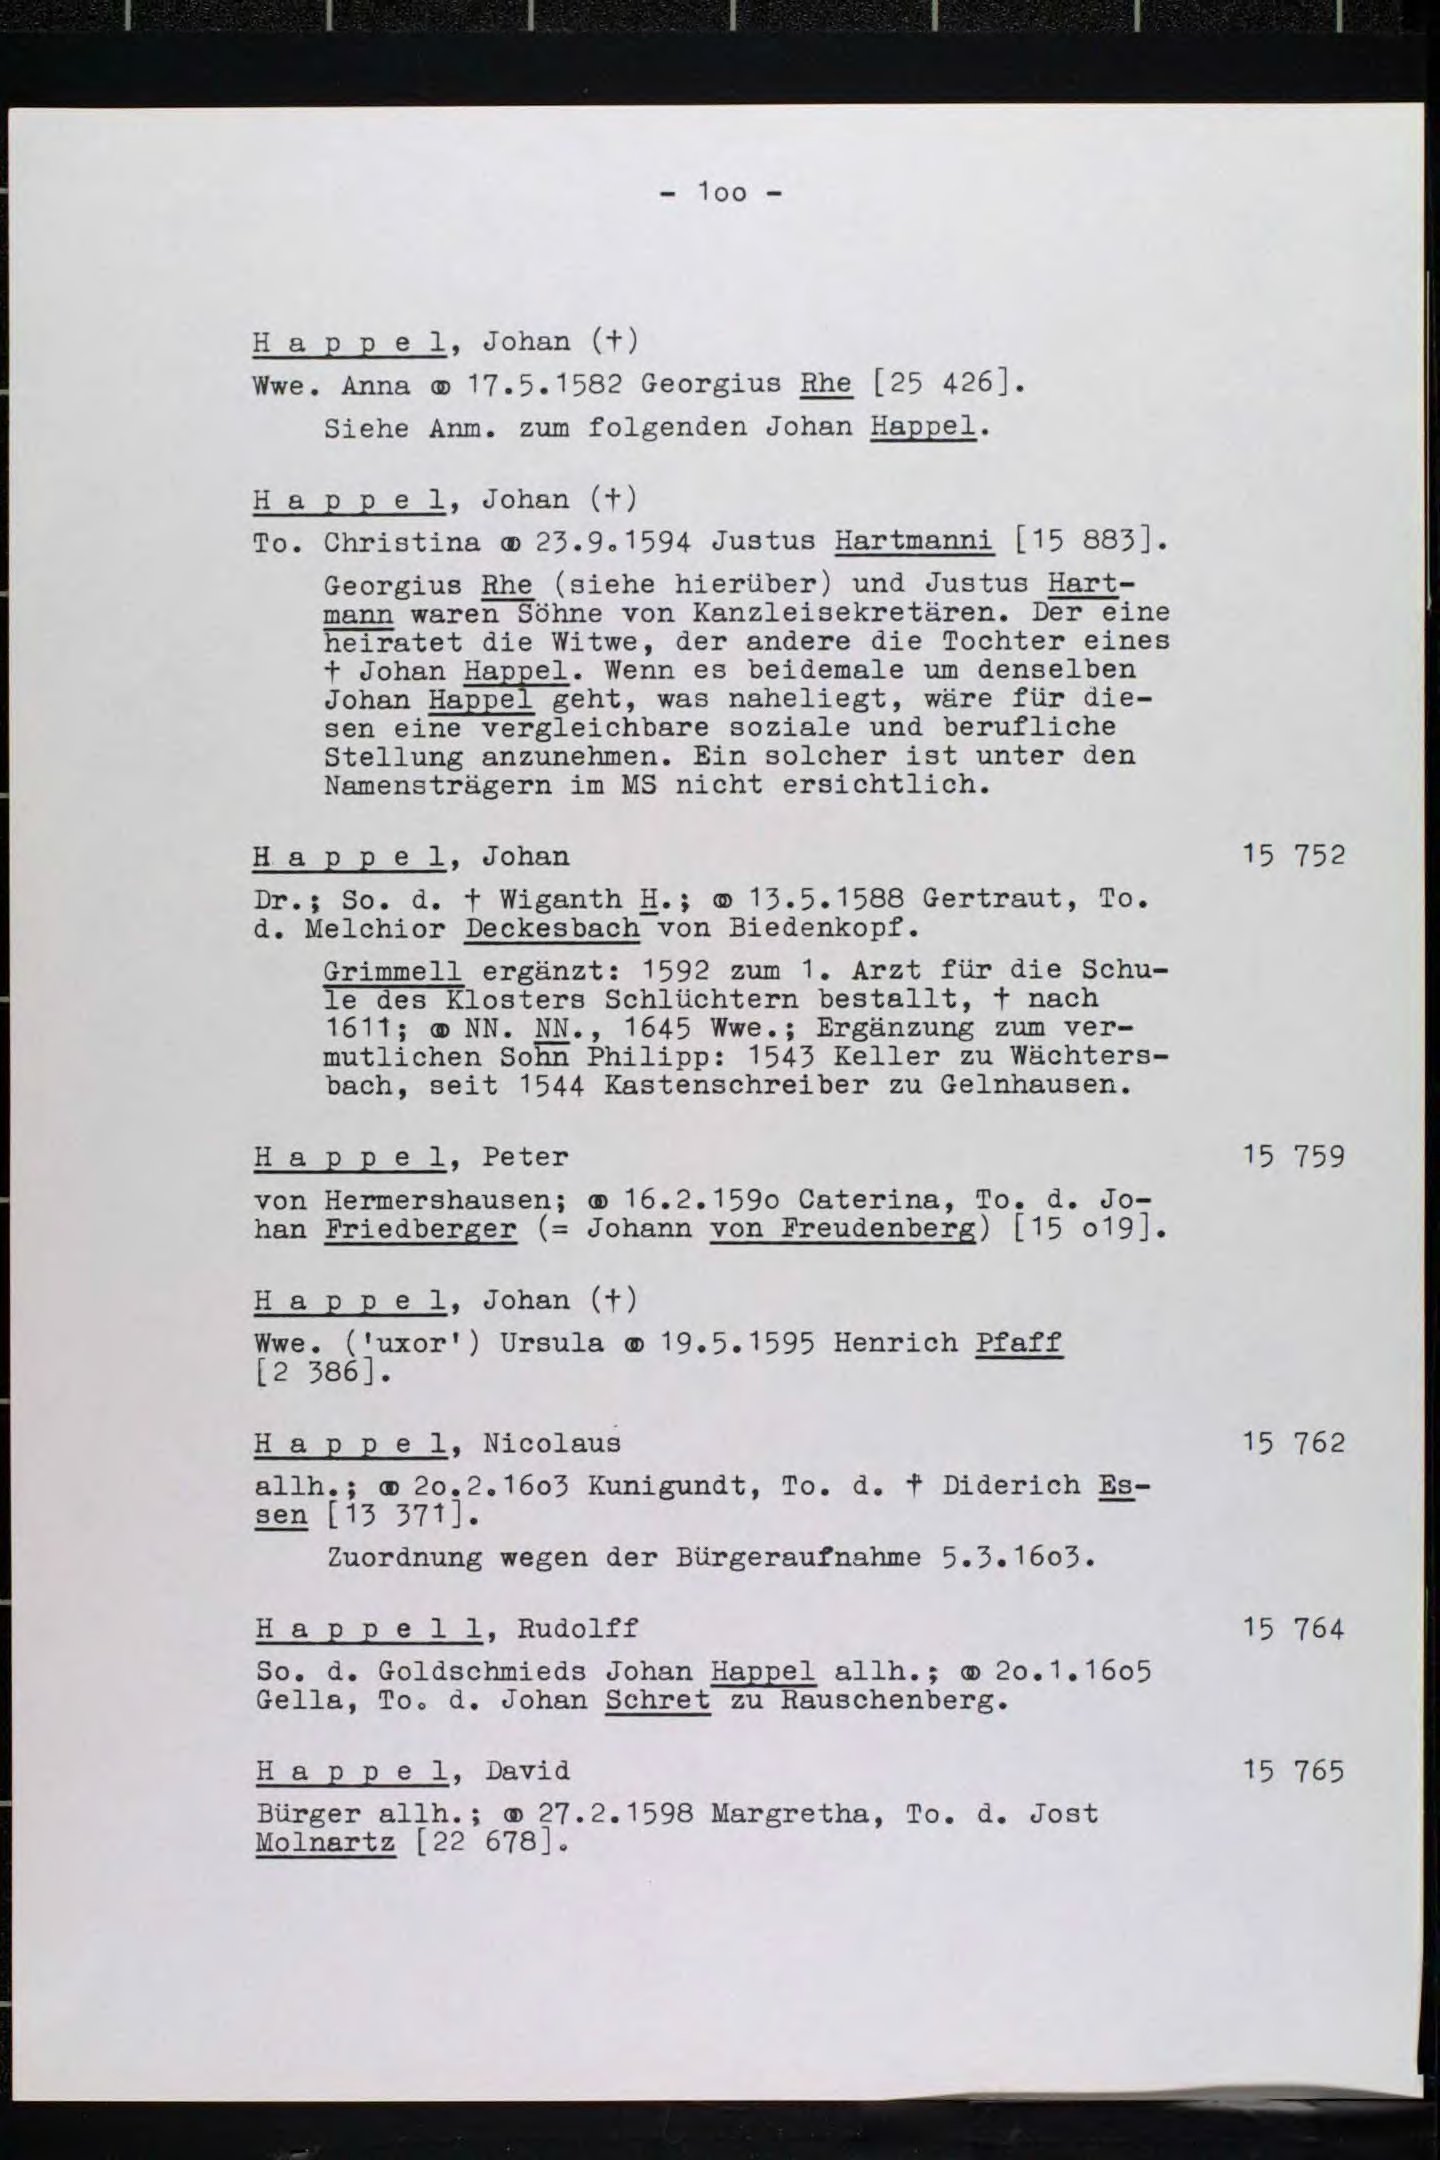 - 1oo -
H a p p e l, Johan (†)
Wwe. Anna ⚭ 17.5.1582 Georgius Rhe [25 426].
Siehe Anm. zum folgenden Johan Happel.
H a p p e l, Johan (†)
To. Christina ⚭ 23.9.1594 Justus Hartmanni [15 883].
Georgius Rhe (siehe hierüber) und Justus Hart-
mann waren Söhne von Kanzleisekretären. Der eine
heiratet die Witwe, der andere die Tochter eines
† Johan Happel. Wenn es beidemale um denselben
Johan Happel geht, was naheliegt, wäre für die-
sen eine vergleichbare soziale und berufliche
Stellung anzunehmen. Ein solcher ist unter den
Namensträgern im MS nicht ersichtlich.
H a p p e l, Johan 15 752
Dr.; So. d. † Wiganth H.; ⚭ 13.5.1588 Gertraut, To.
d. Melchior Deckesbach von Biedenkopf.
Grimmell ergänzt: 1592 zum 1. Arzt für die Schu-
le des Klosters Schlüchtern bestallt, † nach
1611; ⚭ NN. NN., 1645 Wwe.; Ergänzung zum ver-
mutlichen Sohn Philipp: 1543 Keller zu Wächters-
bach, seit 1544 Kastenschreiber zu Gelnhausen.
H a p p e l, Peter 15 759
von Hermershausen; ⚭ 16.2.159o Caterina, To. d. Jo-
han Friedberger (= Johann von Freudenberg) [15 o19].
H a p p e l, Johan (†)
Wwe. ('uxor') Ursula ⚭ 19.5.1595 Henrich Pfaff
[2 386].
H a p p e l, Nicolaus 15 762
allh.; ⚭ 2o.2.16o3 Kunigundt, To. d. † Diderich Es-
sen [13 371].
Zuordnung wegen der Bürgeraufnahme 5.3.16o3.
H a p p e l l, Rudolff 15 764
So. d. Goldschmieds Johan Happel allh.; ⚭ 2o.1.16o5
Gella, To. d. Johan Schret zu Rauschenberg.
H a p p e l, David 15 765
Bürger allh.; ⚭ 27.2.1598 Margretha, To. d. Jost
Molnartz [22 678].